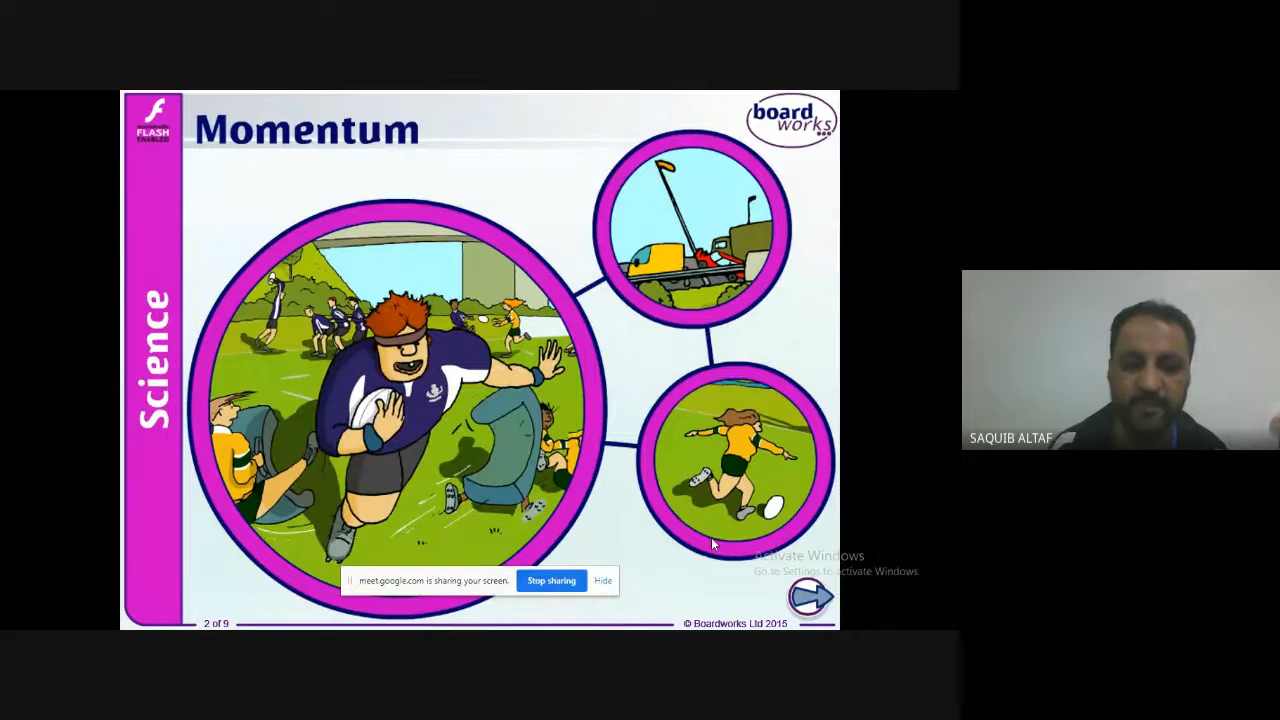 FLASH
ENABLED
Momentum
board
works
Science
meet.google.com is sharing your screen.
Stop sharing
Hide
SAQUIB ALTAF
Activate Windows
Go to Settings to activate Windows.
2 of 9
© Boardworks Ltd 2015